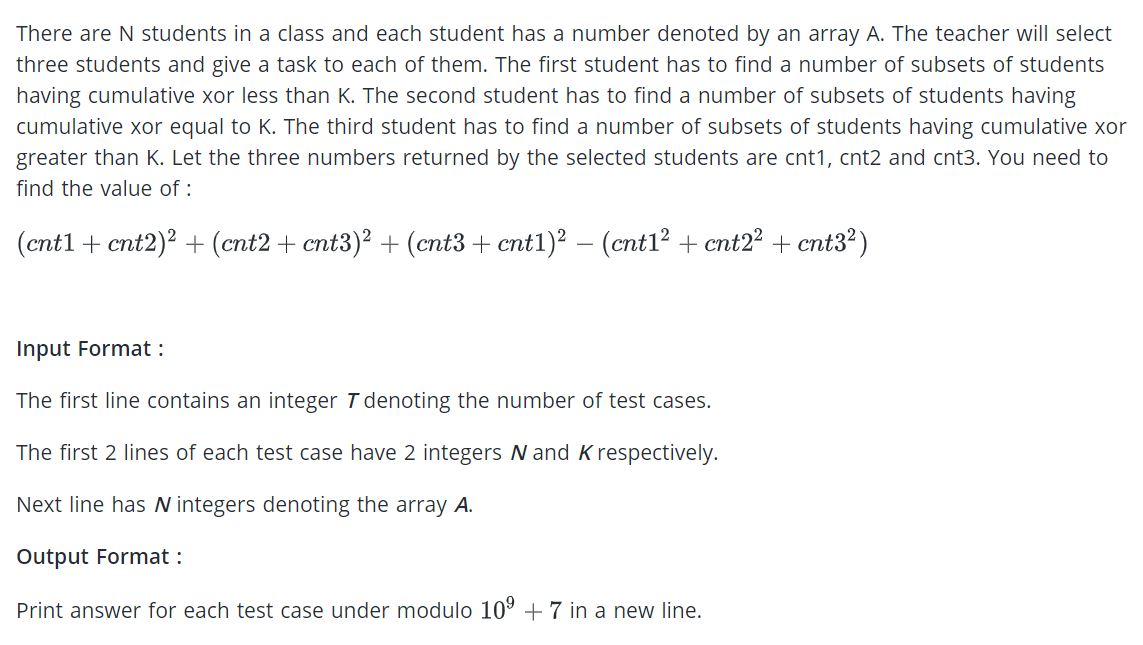 There are N students in a class and each student has a number denoted by an array A. The teacher will select
three students and give a task to each of them. The first student has to find a number of subsets of students
having cumulative xor less than K. The second student has to find a number of subsets of students having
cumulative xor equal to K. The third student has to find a number of subsets of students having cumulative xor
greater than K. Let the three numbers returned by the selected students are cnt1, cnt2 and cnt3. You need to
find the value of :
(cnt1 + cnt2)² + (cnt2 + cnt3)² + (cnt3 + cnt1)² − (cnt1² + cnt2² + cnt3²)
Input Format :
The first line contains an integer T denoting the number of test cases.
The first 2 lines of each test case have 2 integers N and K respectively.
Next line has N integers denoting the array A.
Output Format :
Print answer for each test case under modulo 10⁹ + 7 in a new line.